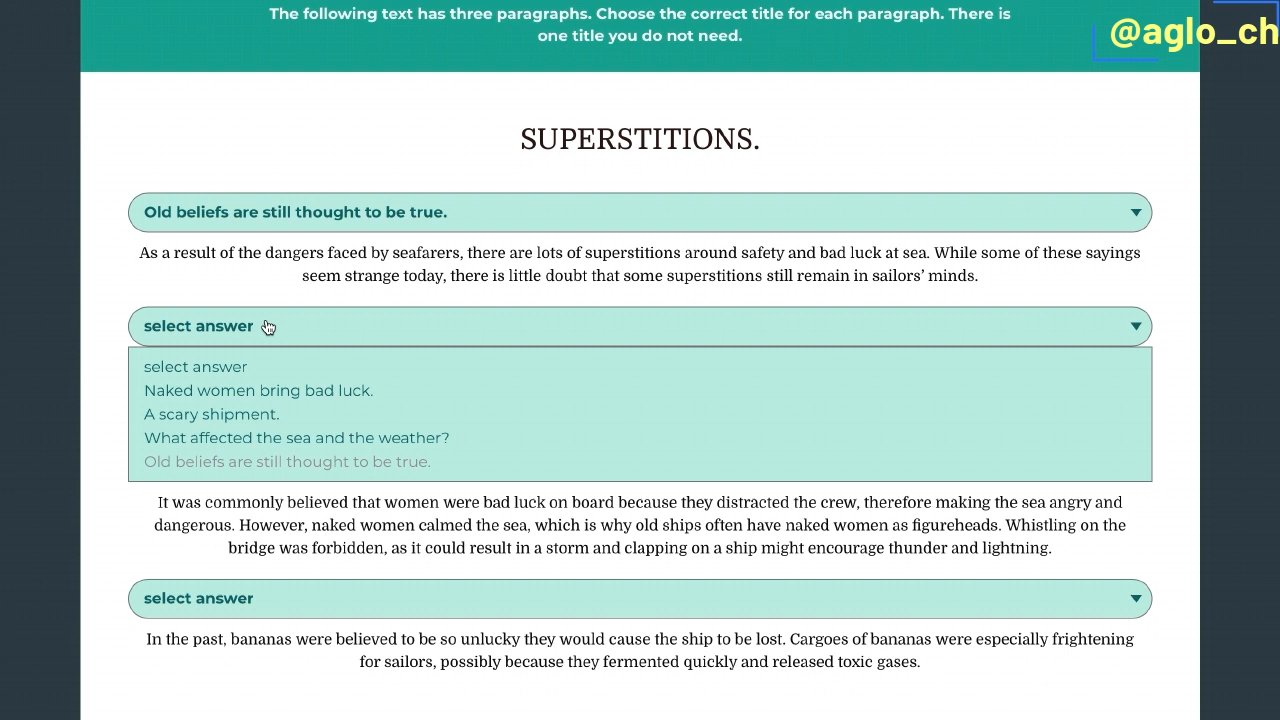 The following text has three paragraphs. Choose the correct title for each paragraph. There is
one title you do not need.
@aglo_ch
SUPERSTITIONS.
Old beliefs are still thought to be true.
As a result of the dangers faced by seafarers, there are lots of superstitions around safety and bad luck at sea. While some of these sayings
seem strange today, there is little doubt that some superstitions still remain in sailors’ minds.
select answer
select answer
Naked women bring bad luck.
A scary shipment.
What affected the sea and the weather?
Old beliefs are still thought to be true.
It was commonly believed that women were bad luck on board because they distracted the crew, therefore making the sea angry and
dangerous. However, naked women calmed the sea, which is why old ships often have naked women as figureheads. Whistling on the
bridge was forbidden, as it could result in a storm and clapping on a ship might encourage thunder and lightning.
select answer
In the past, bananas were believed to be so unlucky they would cause the ship to be lost. Cargoes of bananas were especially frightening
for sailors, possibly because they fermented quickly and released toxic gases.